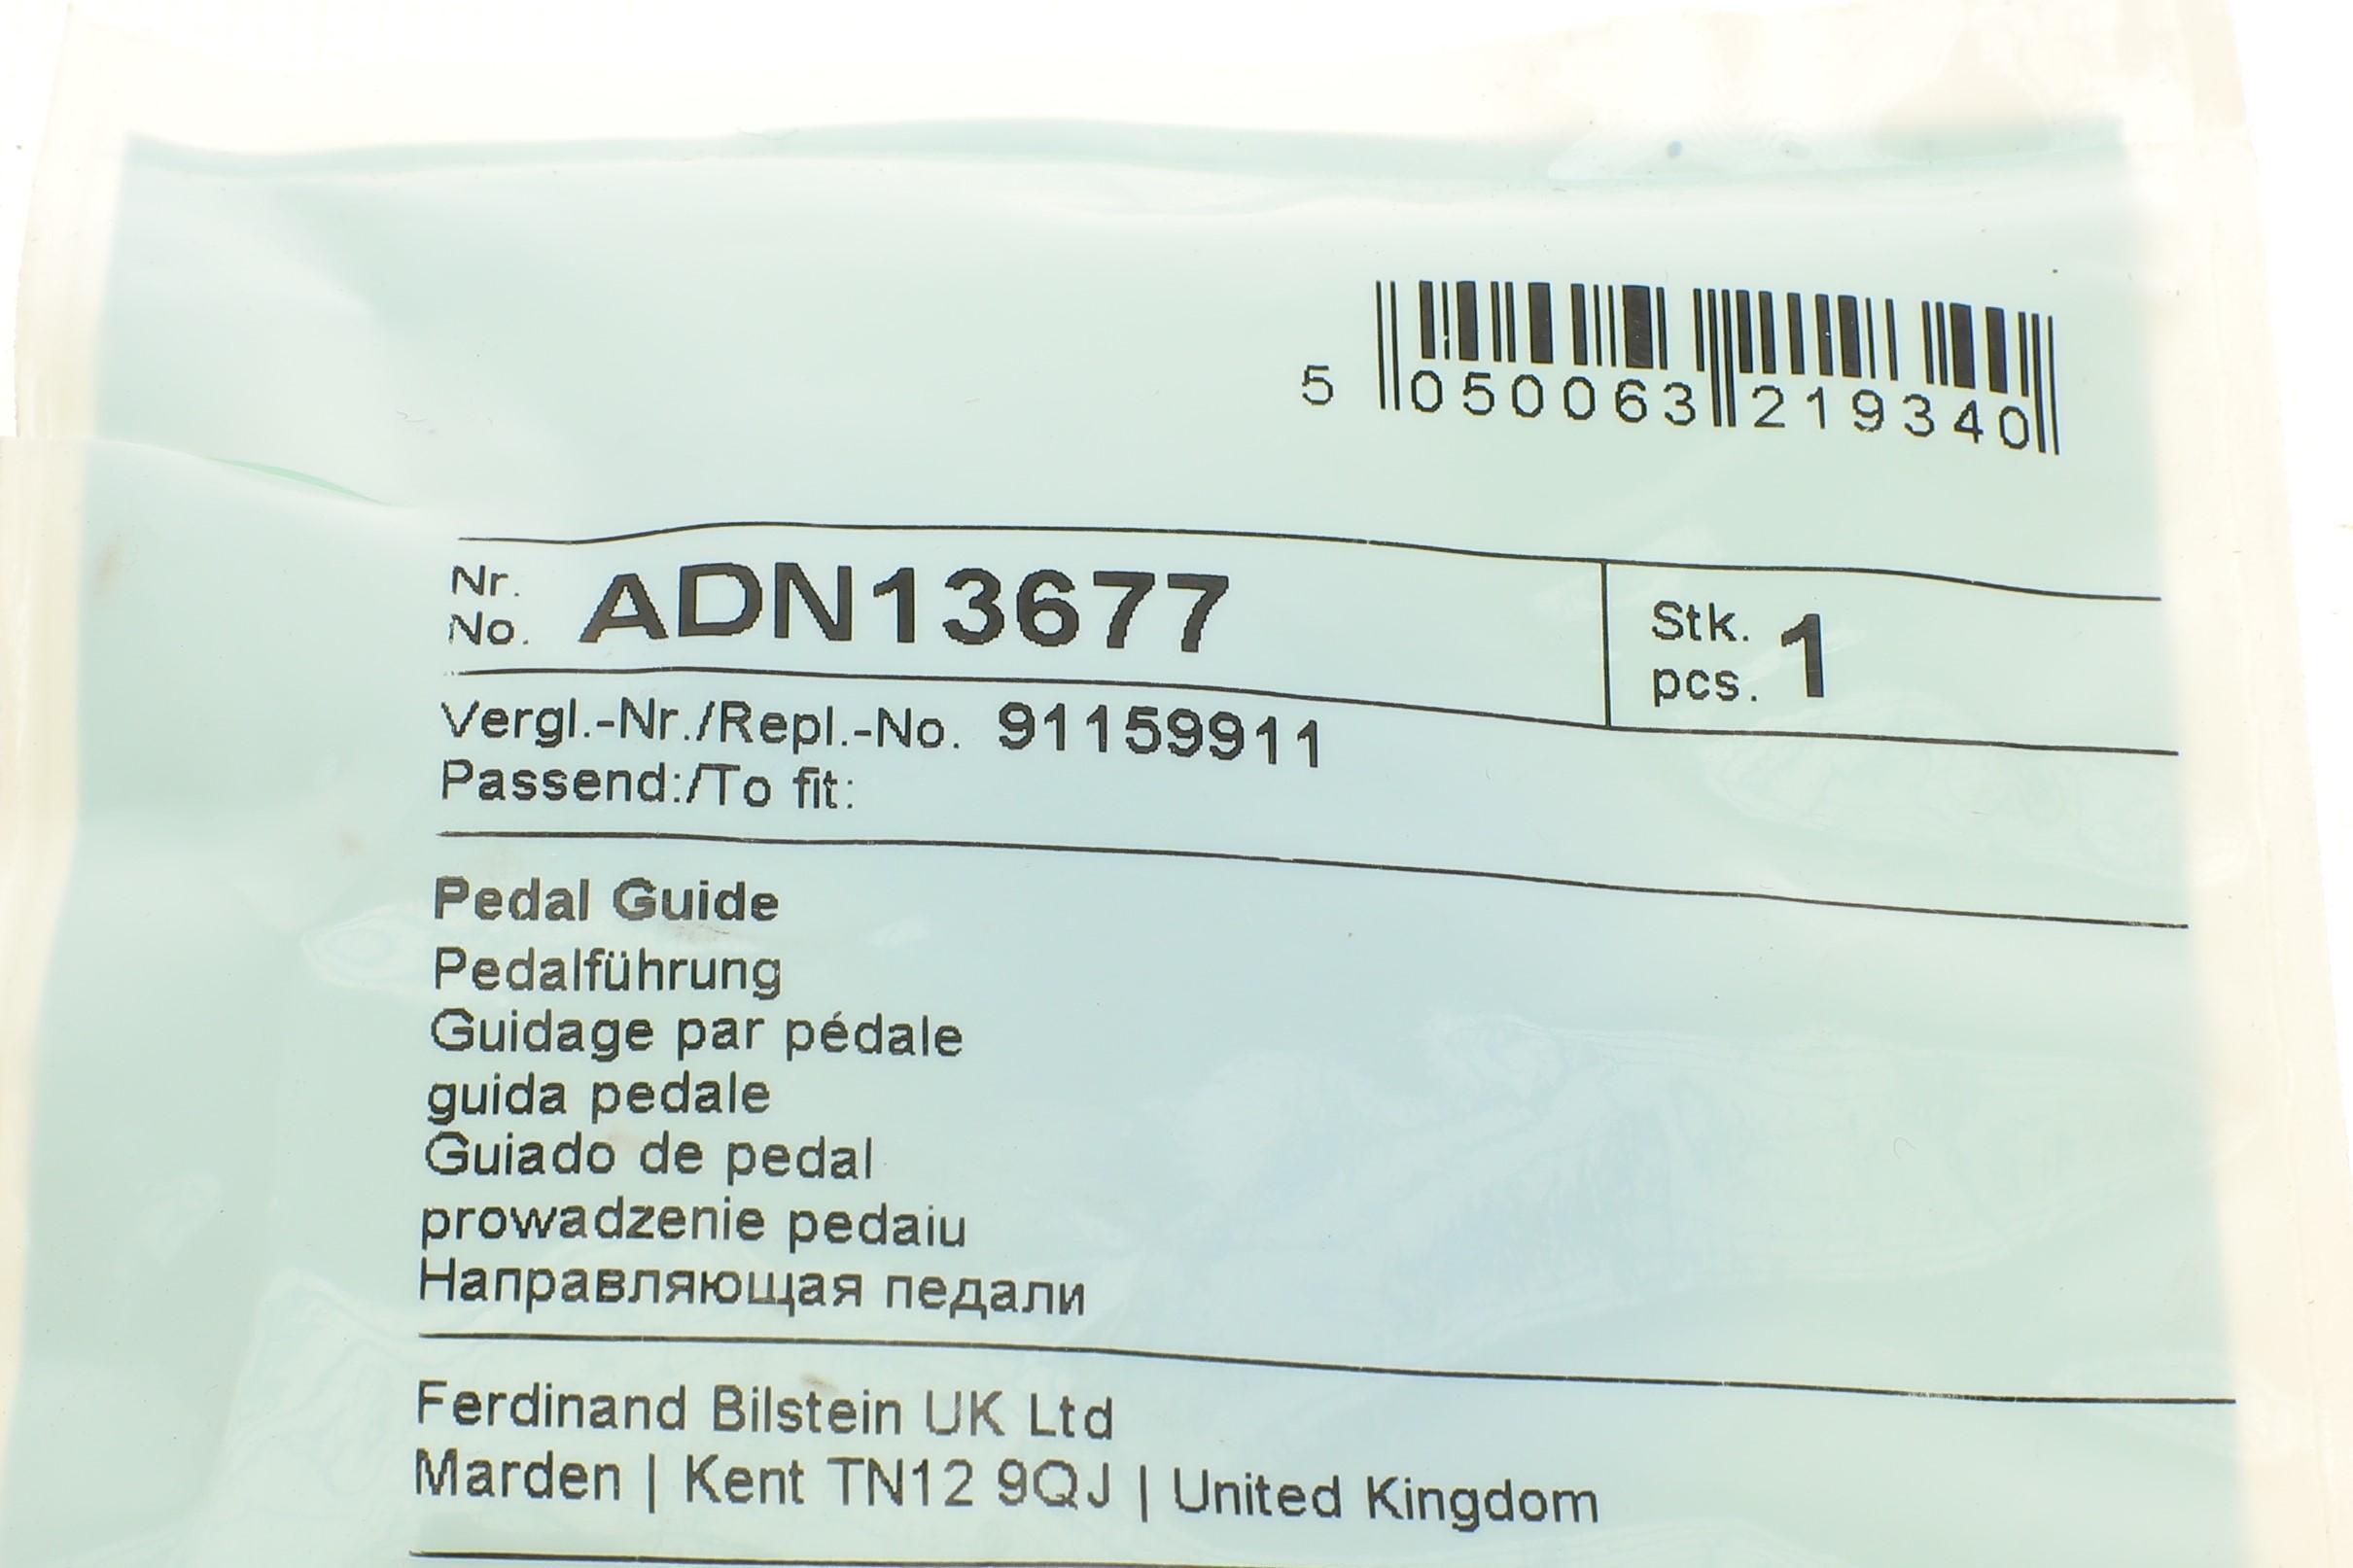 5 050063 219340
Nr.
No. ADN13677
Stk.
pcs. 1
Vergl.-Nr./Repl.-No. 91159911
Passend:/To fit:
Pedal Guide
Pedalführung
Guidage par pédale
guida pedale
Guiado de pedal
prowadzenie pedaiu
Направляющая педали
Ferdinand Bilstein UK Ltd
Marden | Kent TN12 9QJ | United Kingdom